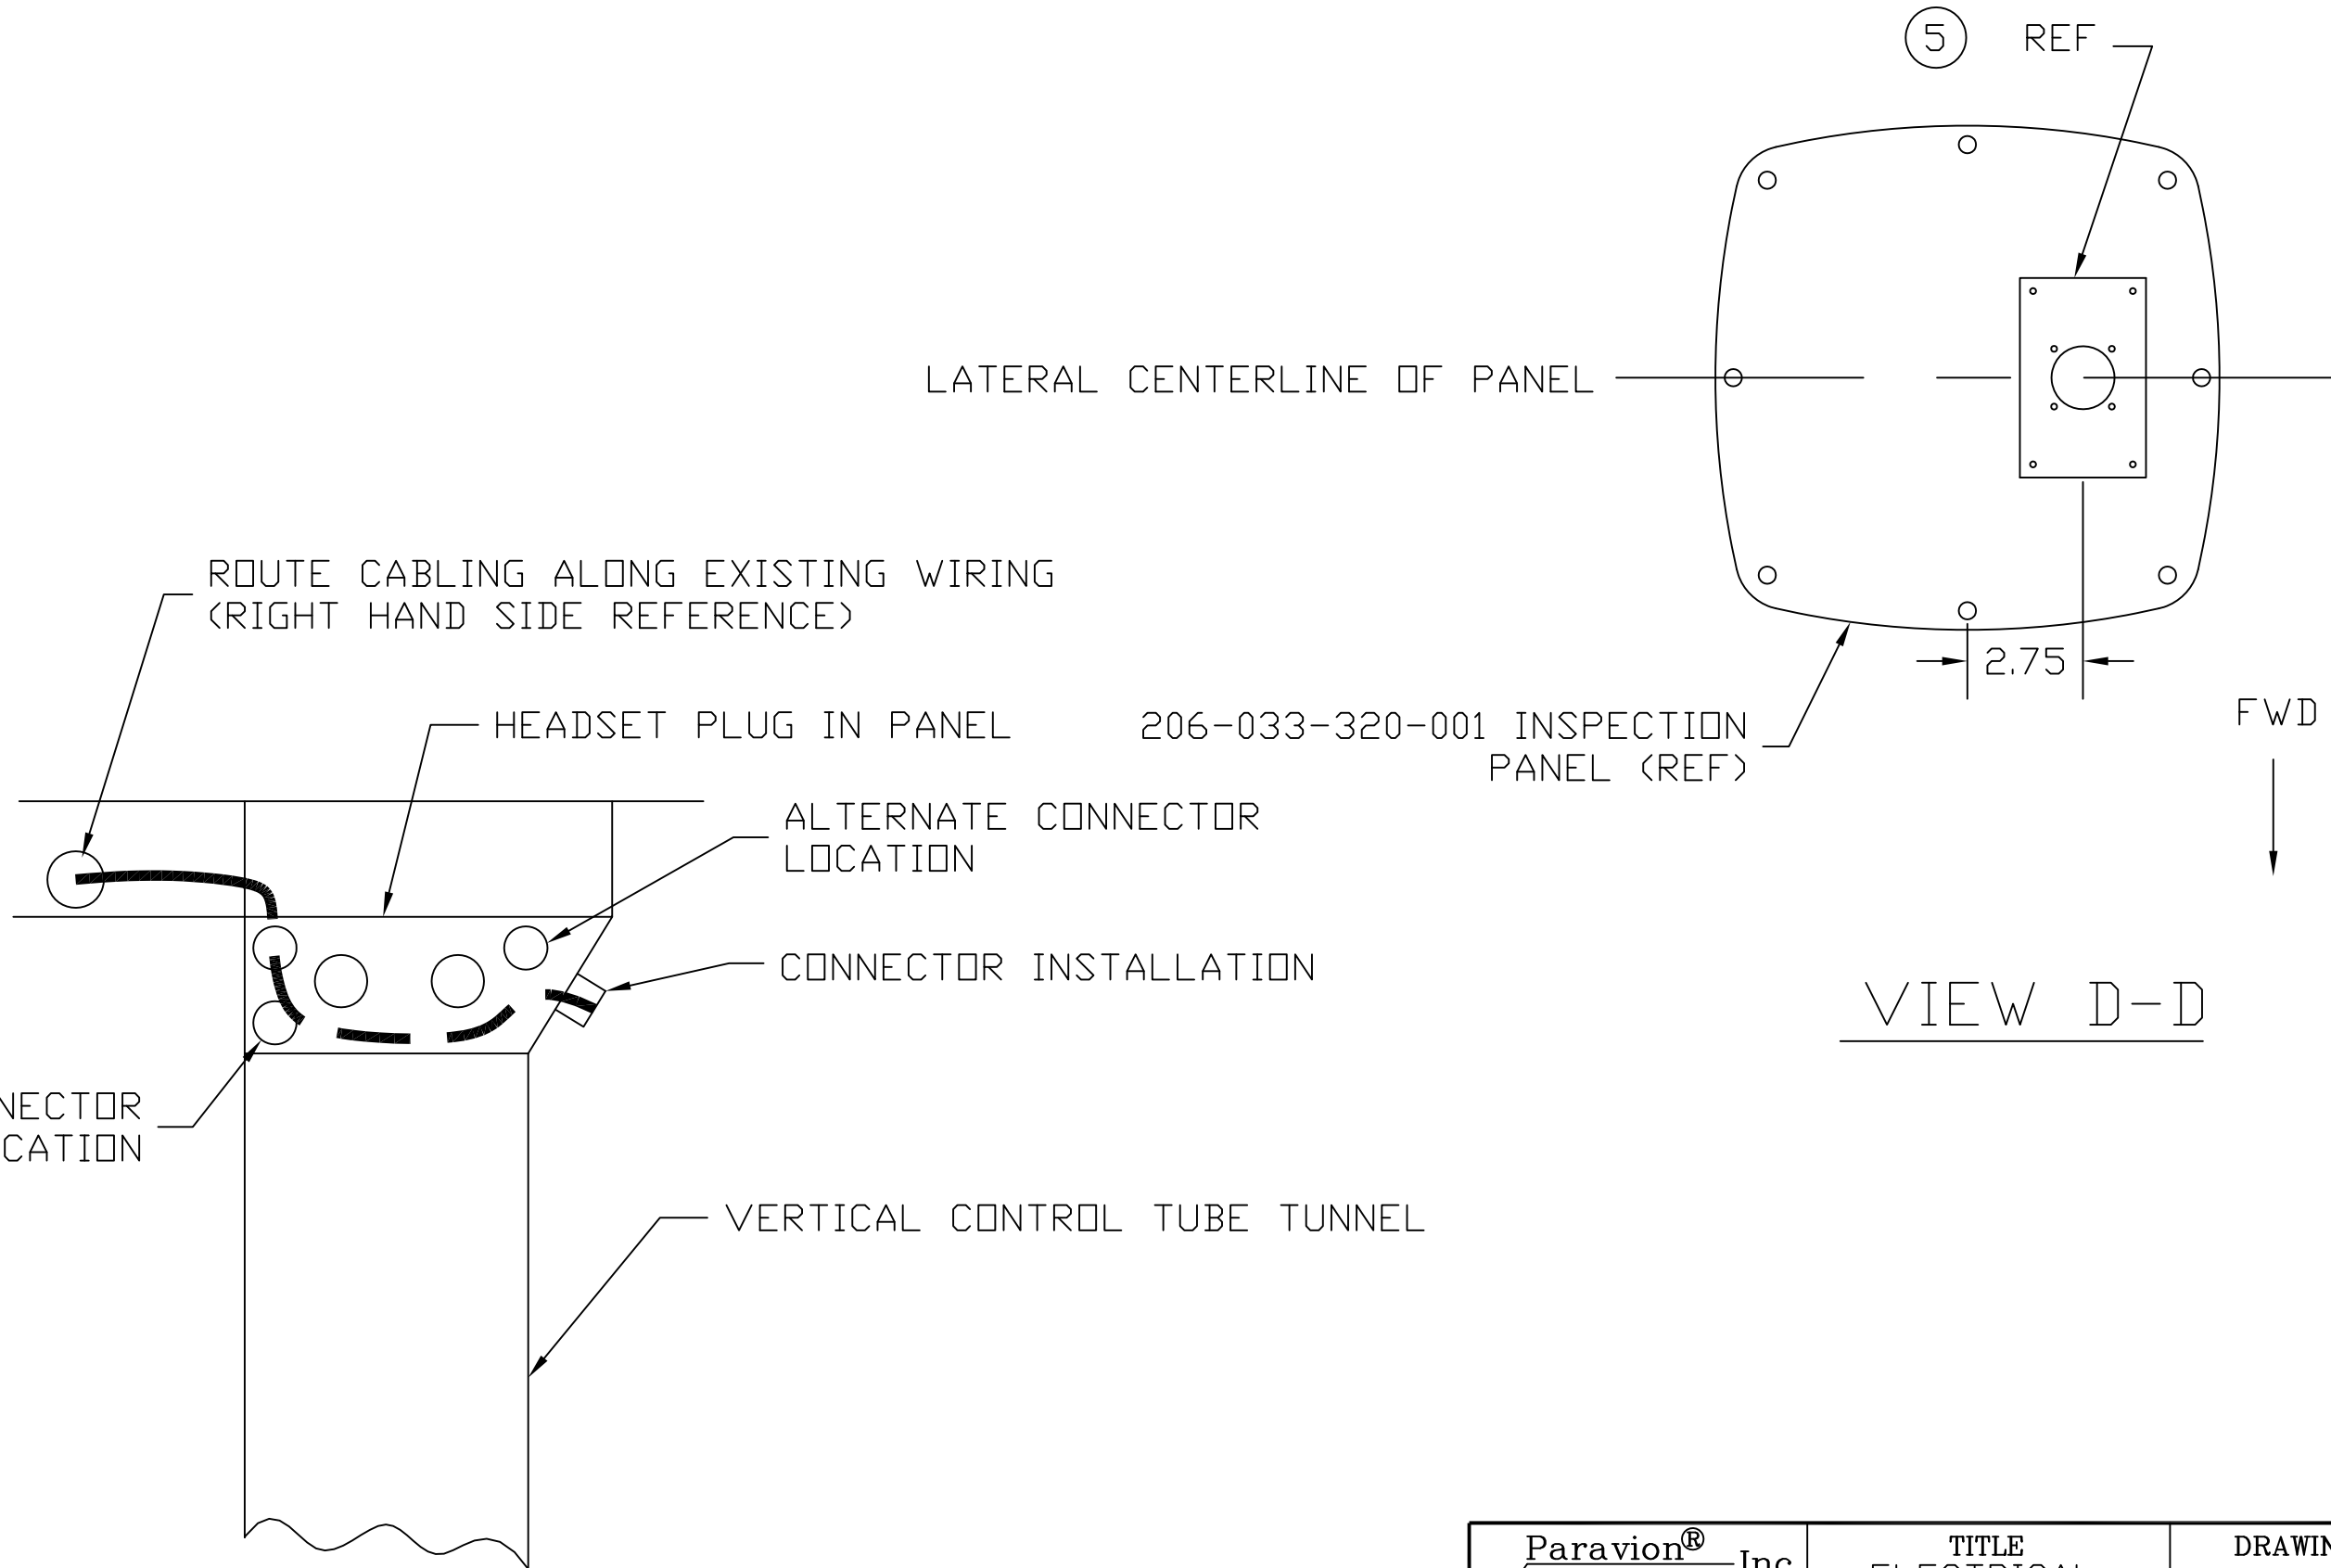 5 REF
LATERAL CENTERLINE OF PANEL
ROUTE CABLING ALONG EXISTING WIRING
(RIGHT HAND SIDE REFERENCE)
2.75
HEADSET PLUG IN PANEL
206-033-320-001 INSPECTION
PANEL (REF)
FWD
ALTERNATE CONNECTOR
LOCATION
CONNECTOR INSTALLATION
VIEW D-D
NECTOR
CATION
VERTICAL CONTROL TUBE TUNNEL
Paravion®
Inc
TITLE
ELECTRICAL
DRAWIN